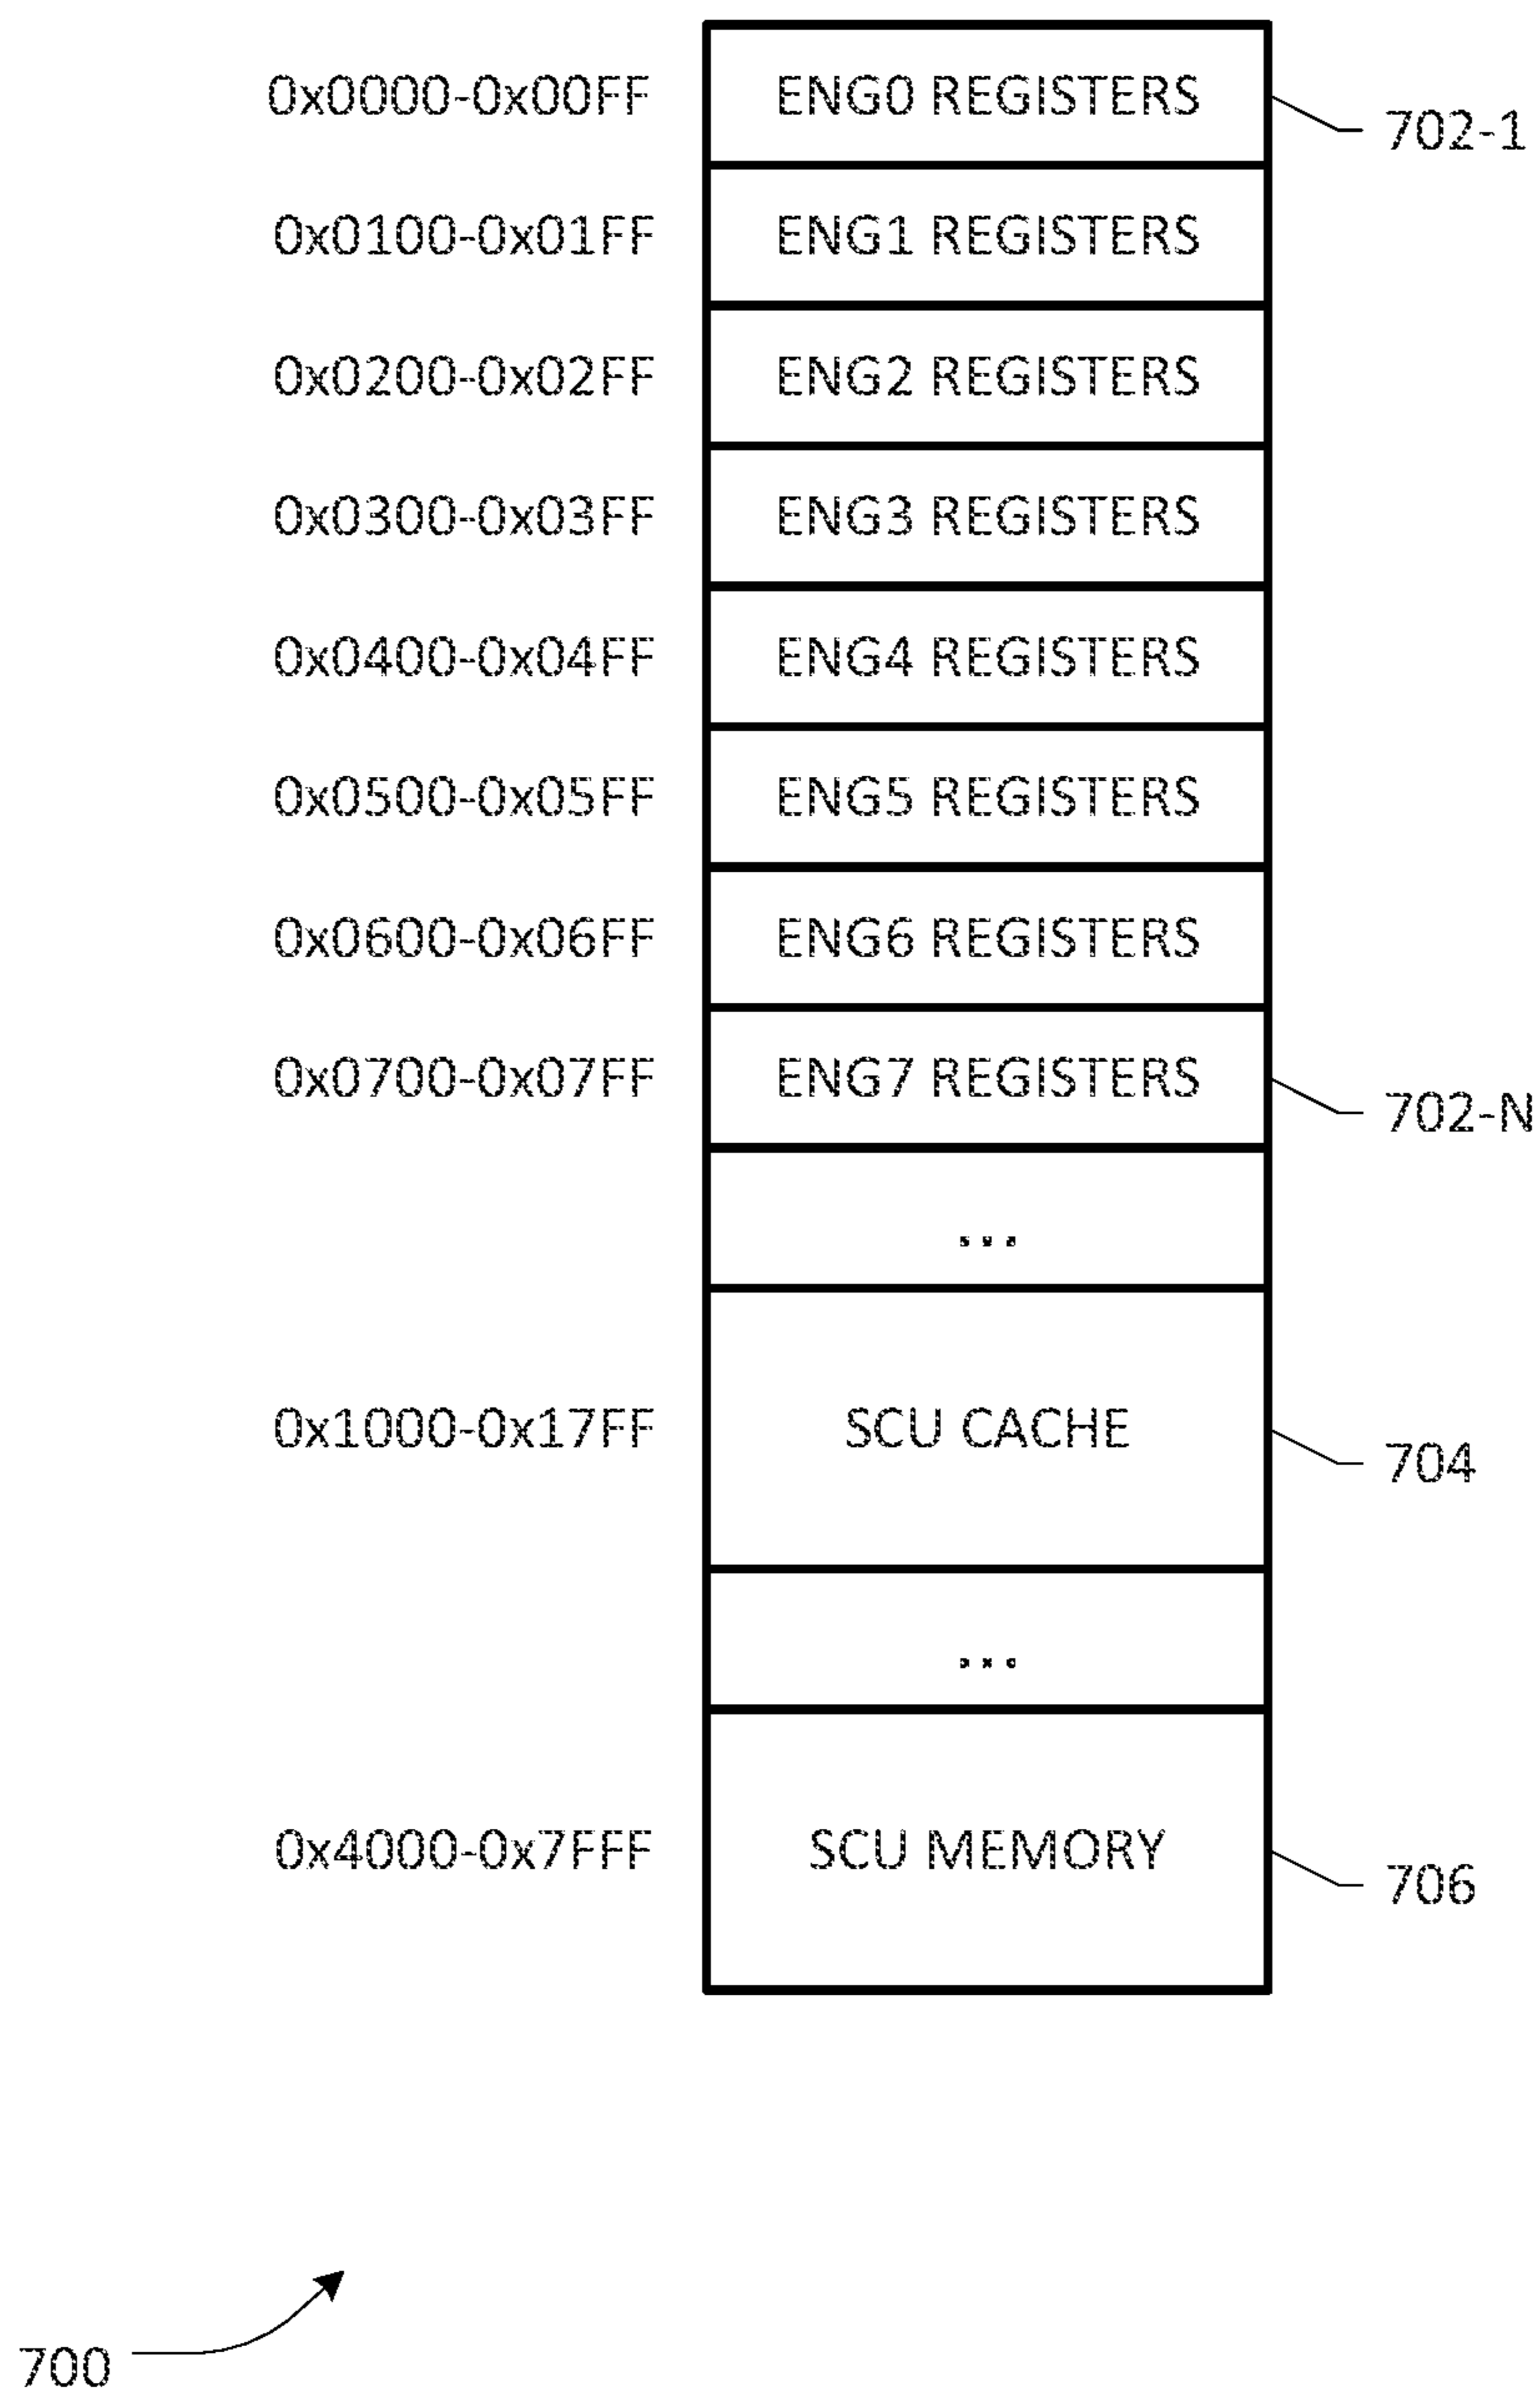 0x0000-0x00FF ENG0 REGISTERS 702-1
0x0100-0x01FF ENG1 REGISTERS
0x0200-0x02FF ENG2 REGISTERS
0x0300-0x03FF ENG3 REGISTERS
0x0400-0x04FF ENG4 REGISTERS
0x0500-0x05FF ENG5 REGISTERS
0x0600-0x06FF ENG6 REGISTERS
0x0700-0x07FF ENG7 REGISTERS 702-N
...
0x1000-0x17FF SCU CACHE 704
...
0x4000-0x7FFF SCU MEMORY 706
700